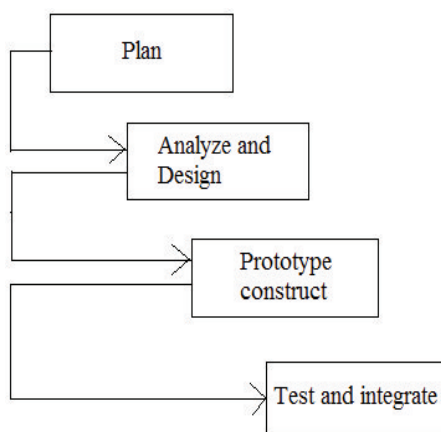 Plan
Analyze and
Design
Prototype
construct
Test and integrate